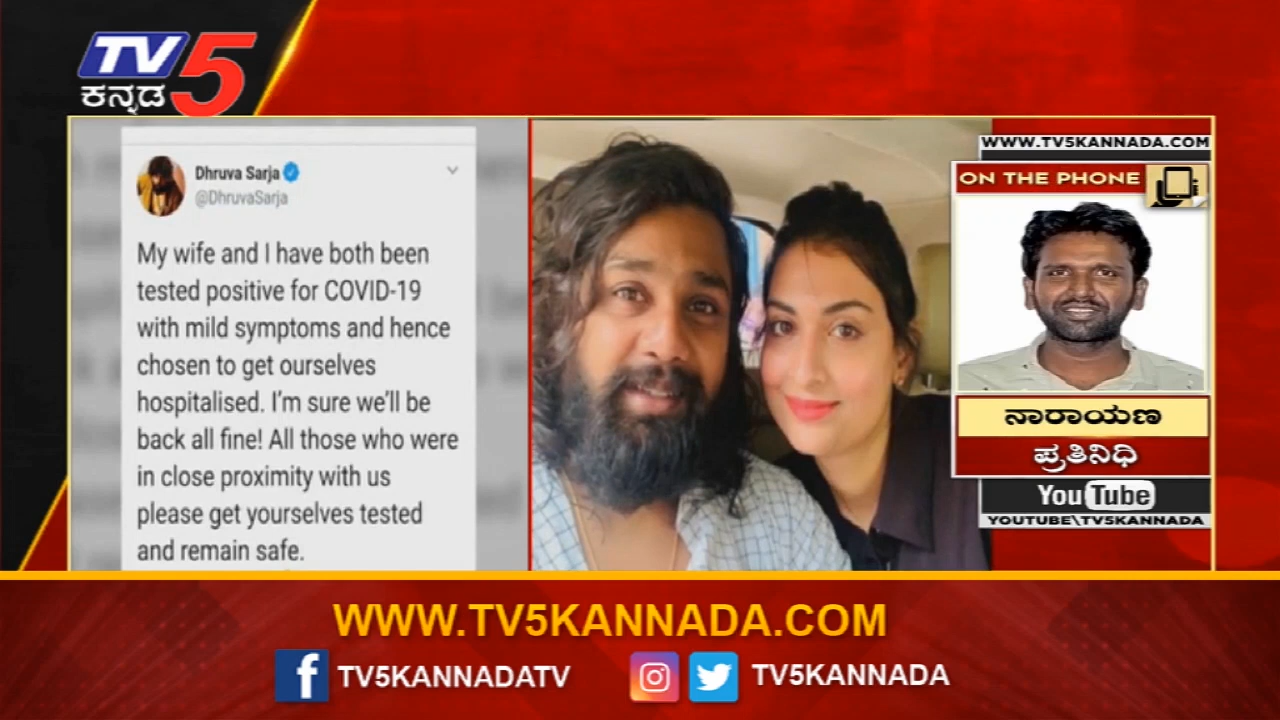 TV5
ಕನ್ನಡ
Dhruva Sarja
@DhruvaSarja
My wife and I have both been
tested positive for COVID-19
with mild symptoms and hence
chosen to get ourselves
hospitalised. I'm sure we'll be
back all fine! All those who were
in close proximity with us
please get yourselves tested
and remain safe.
WWW.TV5KANNADA.COM
ON THE PHONE
ನಾರಾಯಣ
ಪ್ರತಿನಿಧಿ
YouTube
YOUTUBE\TV5KANNADA
WWW.TV5KANNADA.COM
f TV5KANNADATV
TV5KANNADA